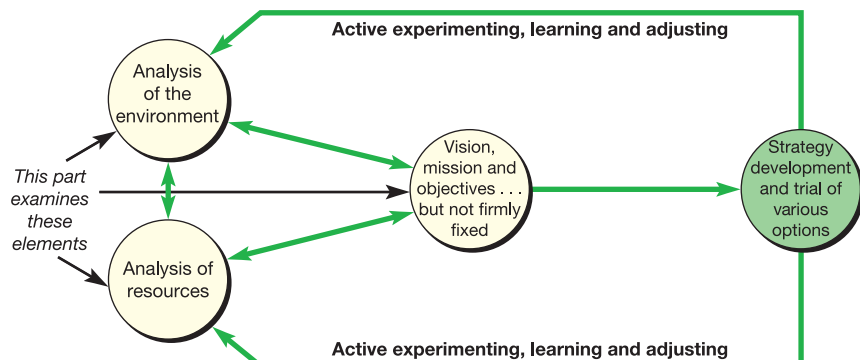 Active experimenting, learning and adjusting
Analysis
of the
environment
Vision,
mission and
objectives . . .
but not firmly
fixed
Strategy
development
and trial of
various
options
This part
examines
these
elements
Analysis of
resources
Active experimenting, learning and adjusting